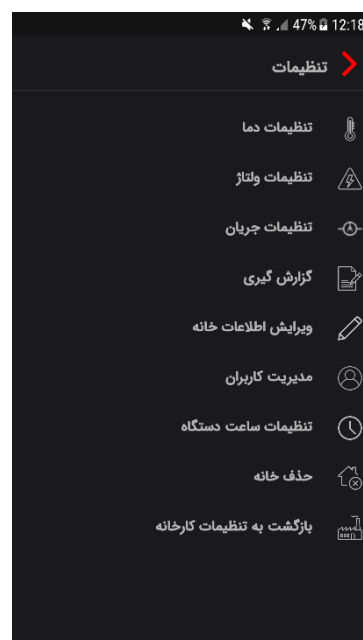 47% 12:18
تنظیمات
تنظیمات دما
تنظیمات ولتاژ
تنظیمات جریان
گزارش گیری
ویرایش اطلاعات خانه
مدیریت کاربران
تنظیمات ساعت دستگاه
حذف خانه
بازگشت به تنظیمات کارخانه